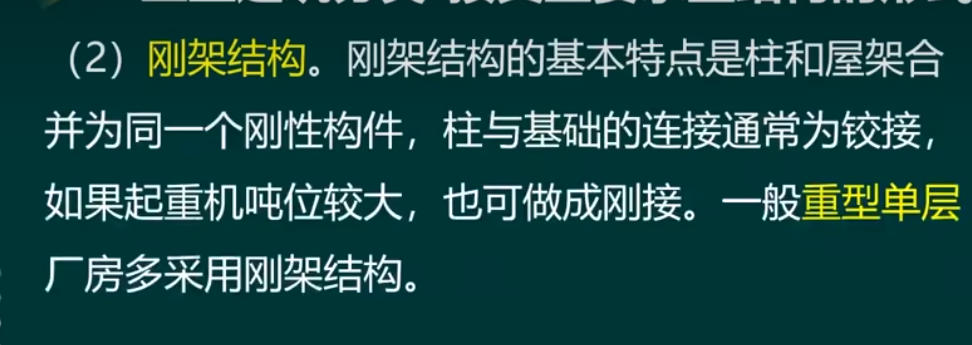 （2）刚架结构。刚架结构的基本特点是柱和屋架合
并为同一个刚性构件，柱与基础的连接通常为铰接，
如果起重机吨位较大，也可做成刚接。一般重型单层
厂房多采用刚架结构。